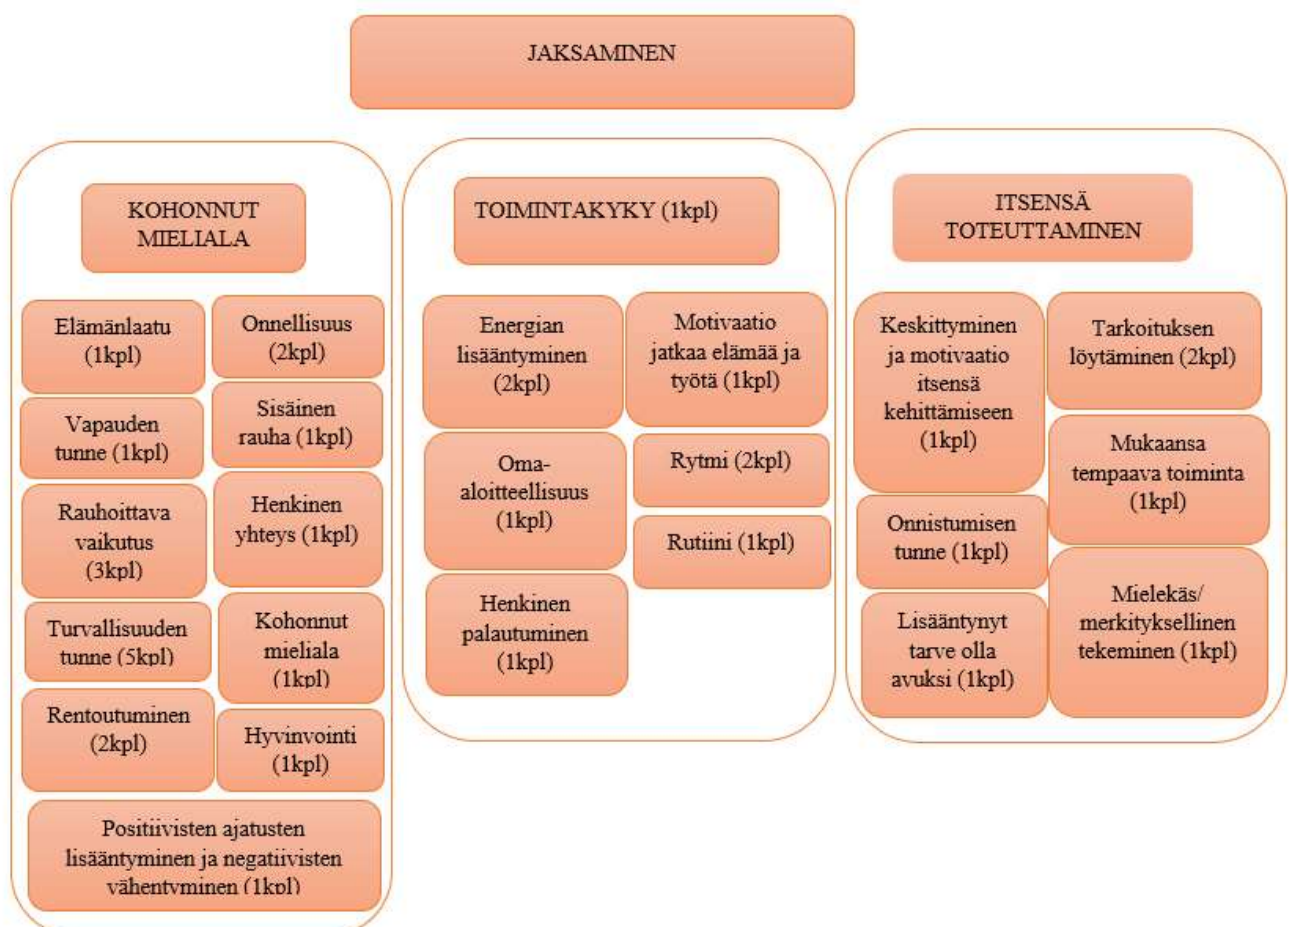 JAKSAMINEN
KOHONNUT
MIELIALA
Elämänlaatu
(1kpl)
Onnellisuus
(2kpl)
Vapauden
tunne (1kpl)
Sisäinen
rauha (1kpl)
Rauhoittava
vaikutus
(3kpl)
Henkinen
yhteys (1kpl)
Turvallisuuden
tunne (5kpl)
Kohonnut
mieliala
(1kpl)
Rentoutuminen
(2kpl)
Hyvinvointi
(1kpl)
Positiivisten ajatusten
lisääntyminen ja negatiivisten
vähentyminen (1kpl)
TOIMINTAKYKY (1kpl)
Energian
lisääntyminen
(2kpl)
Motivaatio
jatkaa elämää ja
työtä (1kpl)
Oma-
aloitteellisuus
(1kpl)
Rytmi (2kpl)
Rutiini (1kpl)
Henkinen
palautuminen
(1kpl)
ITSENSÄ
TOTEUTTAMINEN
Keskittyminen
ja motivaatio
itsensä
kehittämiseen
(1kpl)
Tarkoituksen
löytäminen (2kpl)
Mukaansa
tempaava toiminta
(1kpl)
Onnistumisen
tunne (1kpl)
Mielekäs/
merkityksellinen
tekeminen (1kpl)
Lisääntynyt
tarve olla
avuksi (1kpl)